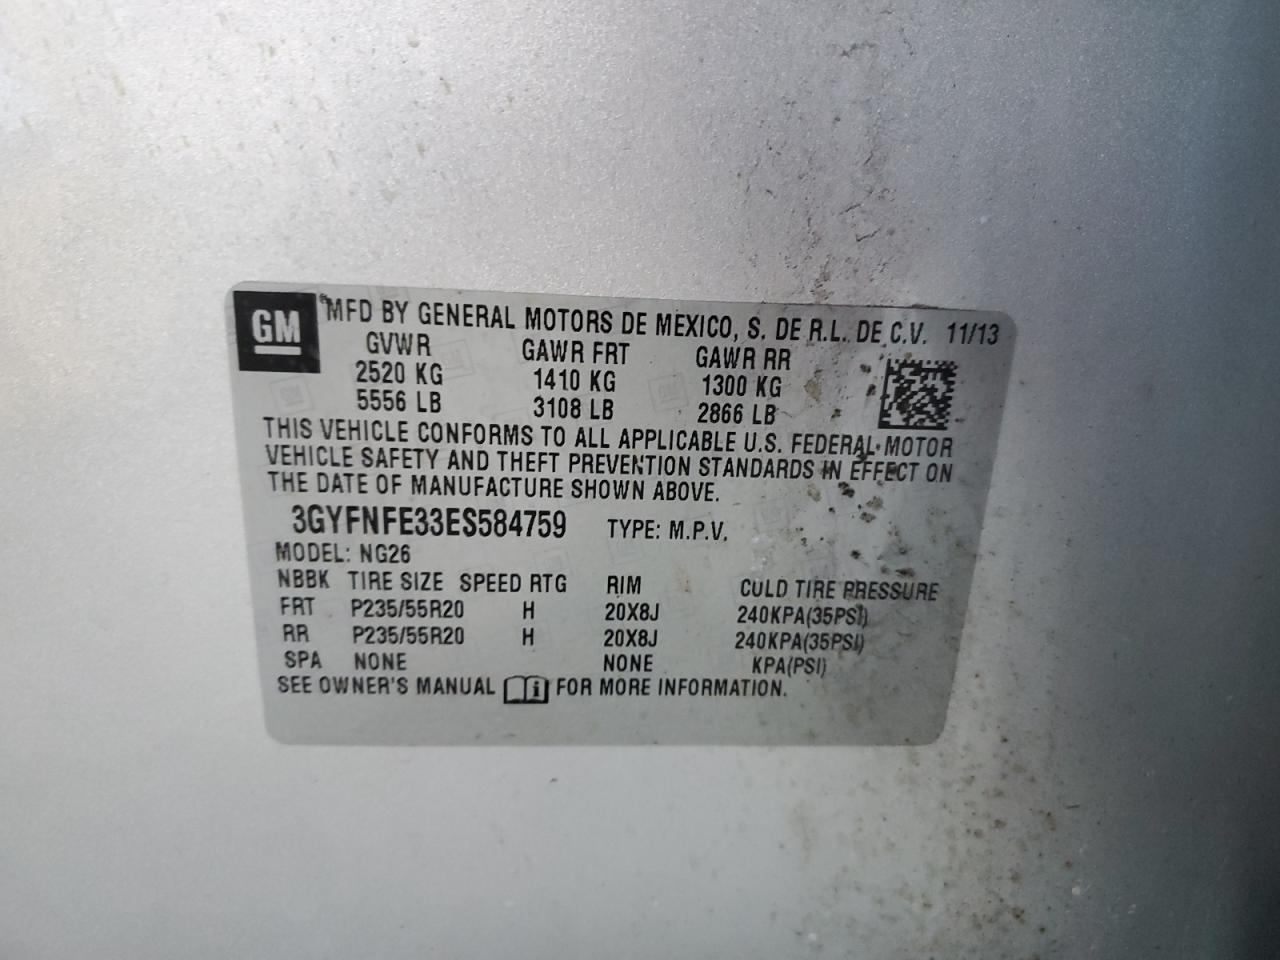 GM ® MFD BY GENERAL MOTORS DE MEXICO, S. DE R.L. DE C.V. 11/13
GVWR GAWR FRT GAWR RR
2520 KG 1410 KG 1300 KG
5556 LB 3108 LB 2866 LB
THIS VEHICLE CONFORMS TO ALL APPLICABLE U.S. FEDERAL MOTOR
VEHICLE SAFETY AND THEFT PREVENTION STANDARDS IN EFFECT ON
THE DATE OF MANUFACTURE SHOWN ABOVE.
3GYFNFE33ES584759 TYPE: M.P.V.
MODEL: NG26
NBBK TIRE SIZE SPEED RTG RIM COLD TIRE PRESSURE
FRT P235/55R20 H 20X8J 240KPA(35PSI)
RR P235/55R20 H 20X8J 240KPA(35PSI)
SPA NONE NONE KPA(PSI)
SEE OWNER'S MANUAL i FOR MORE INFORMATION.